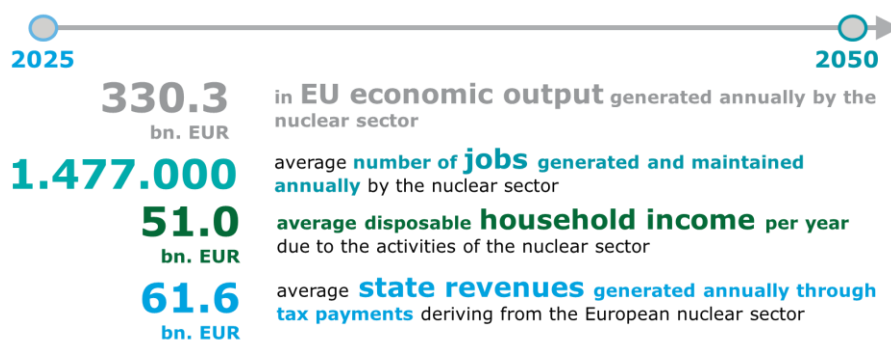 2025
2050
330.3
bn. EUR
in EU economic output generated annually by the
nuclear sector
1.477.000
average number of jobs generated and maintained
annually by the nuclear sector
51.0
bn. EUR
average disposable household income per year
due to the activities of the nuclear sector
61.6
bn. EUR
average state revenues generated annually through
tax payments deriving from the European nuclear sector